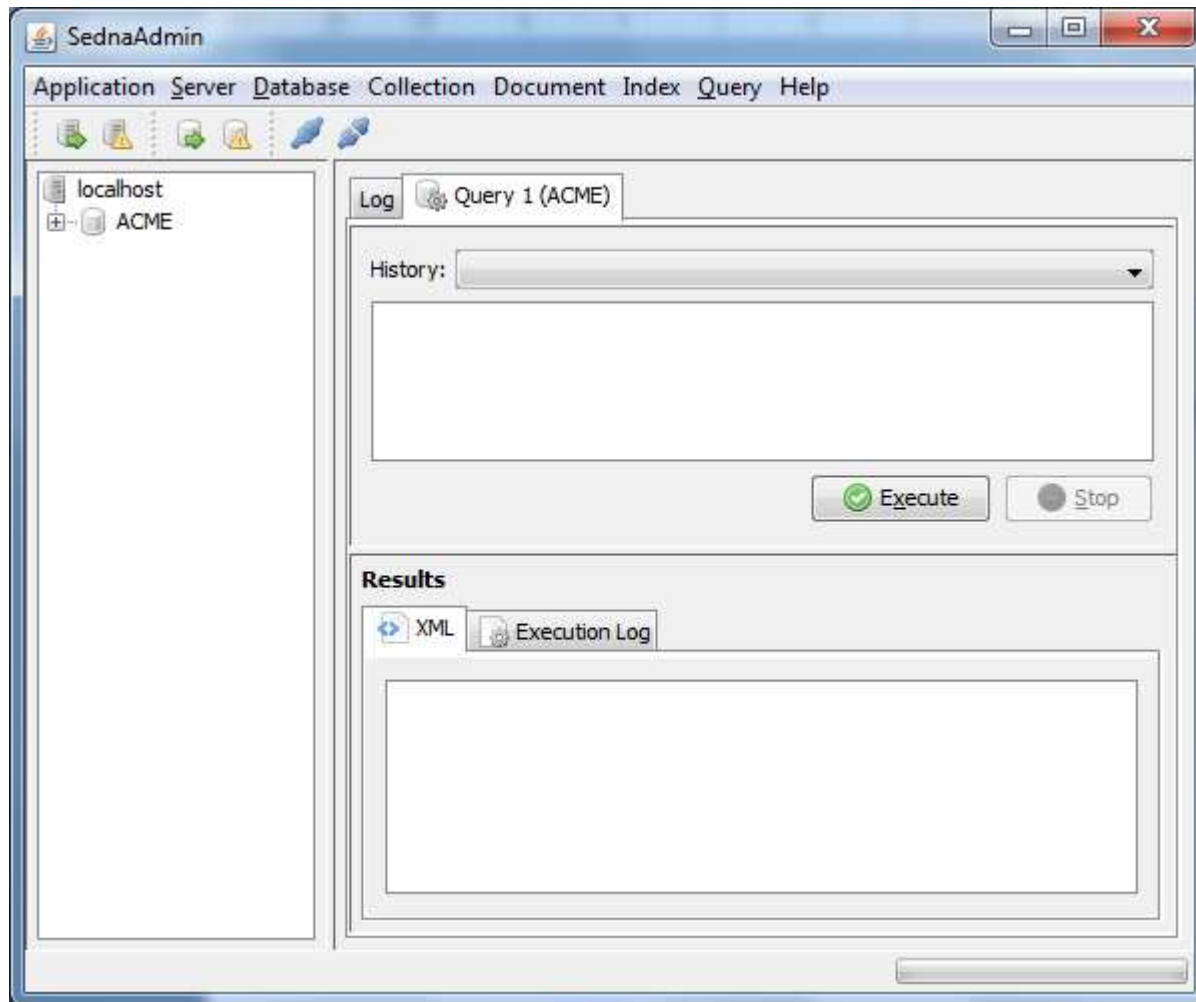 SednaAdmin
Application Server Database Collection Document Index Query Help
localhost
ACME
Log Query 1 (ACME)
History:
Execute Stop
Results
XML Execution Log